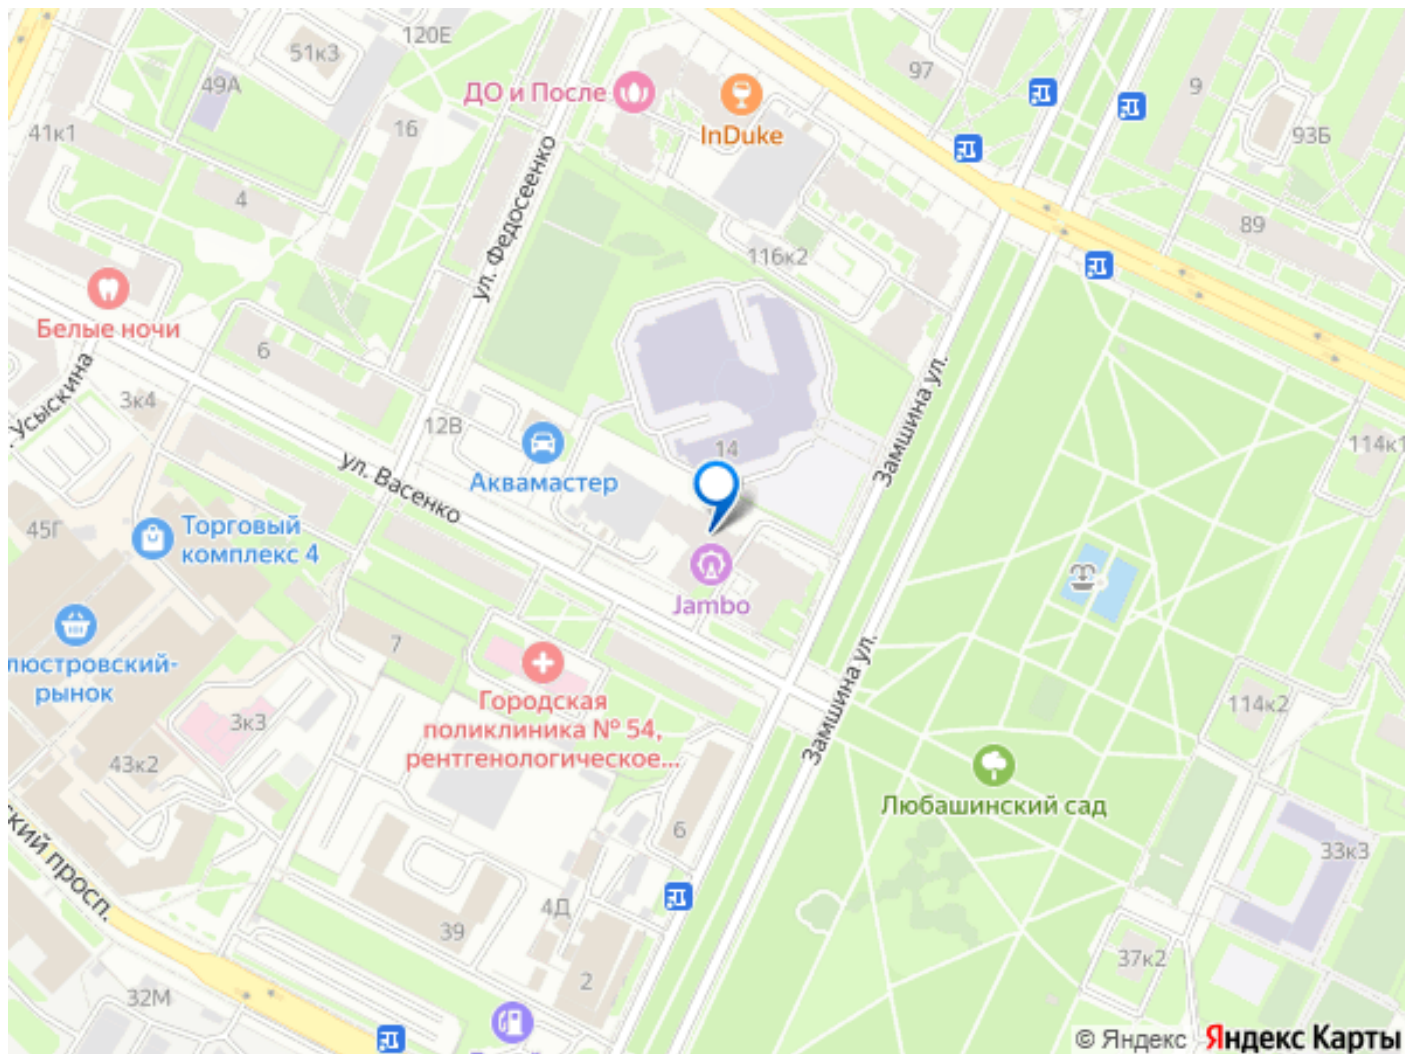 120Е
51к3
49А
ДО и После
InDuke
97
9
93Б
41к1
16
4
ул. Федосеенко
89
116к2
Белые ночи
6
Усыскина
3к4
12В
Замшина ул.
14
114к1
ул. Васенко
Аквамастер
45Г
Торговый
комплекс 4
Jambo
люстровский-
рынок
7
Городская
поликлиника № 54,
рентгенологическое...
Замшина ул.
114к2
3к3
43к2
Любашинский сад
ский просп.
6
33к3
4Д
39
37к2
2
32М
© Яндекс Яндекс Карты